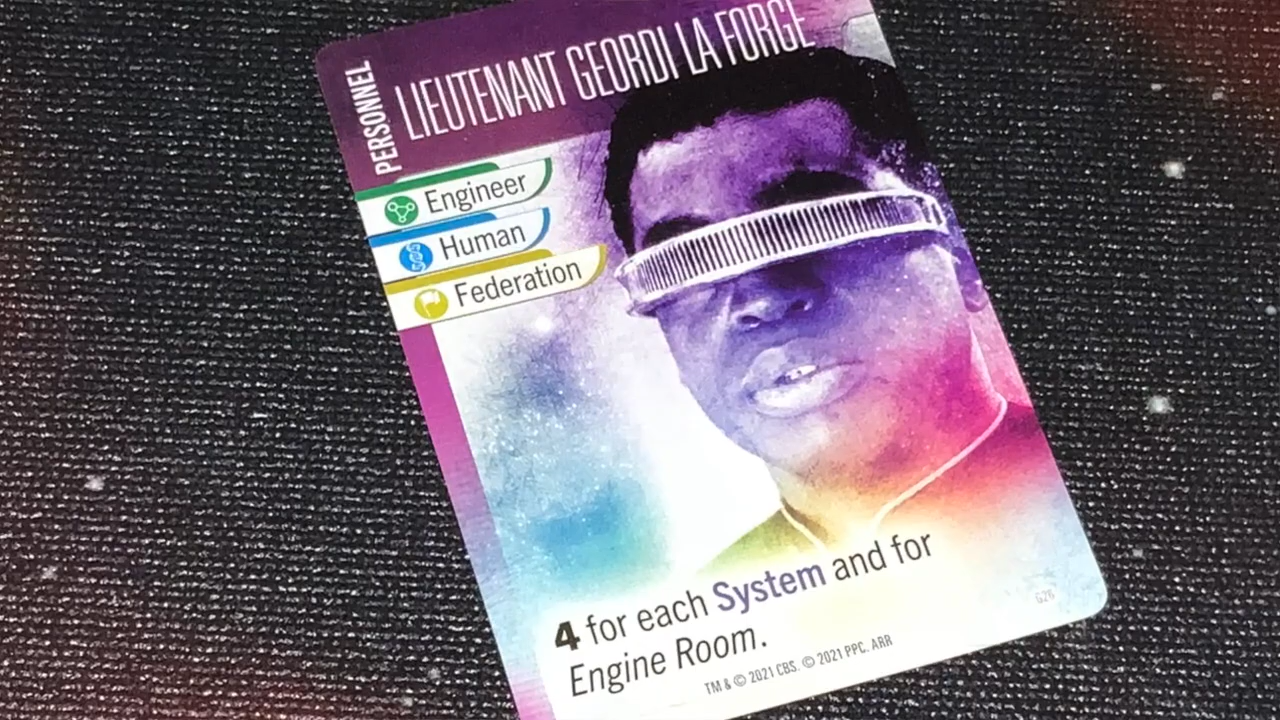 PERSONNEL
LIEUTENANT GEORDI LA FORGE
Engineer
Human
Federation
4 for each System and for
Engine Room.
G26
TM & © 2021 CBS. © 2021 PPC. ARR